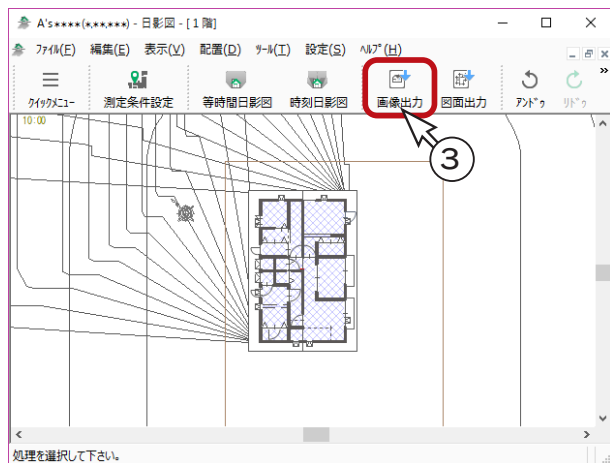 A's****(*,**,***) - 日影図 - [1 階]
ﾌｧｲﾙ(F) 編集(E) 表示(V) 配置(D) ﾂｰﾙ(T) 設定(S) ﾍﾙﾌﾟ(H)
ｸｲｯｸﾒﾆｭｰ 測定条件設定 等時間日影図 時刻日影図 画像出力 図面出力 ｱﾝﾄﾞｩ ﾘﾄﾞｩ
10:00
3
処理を選択して下さい。